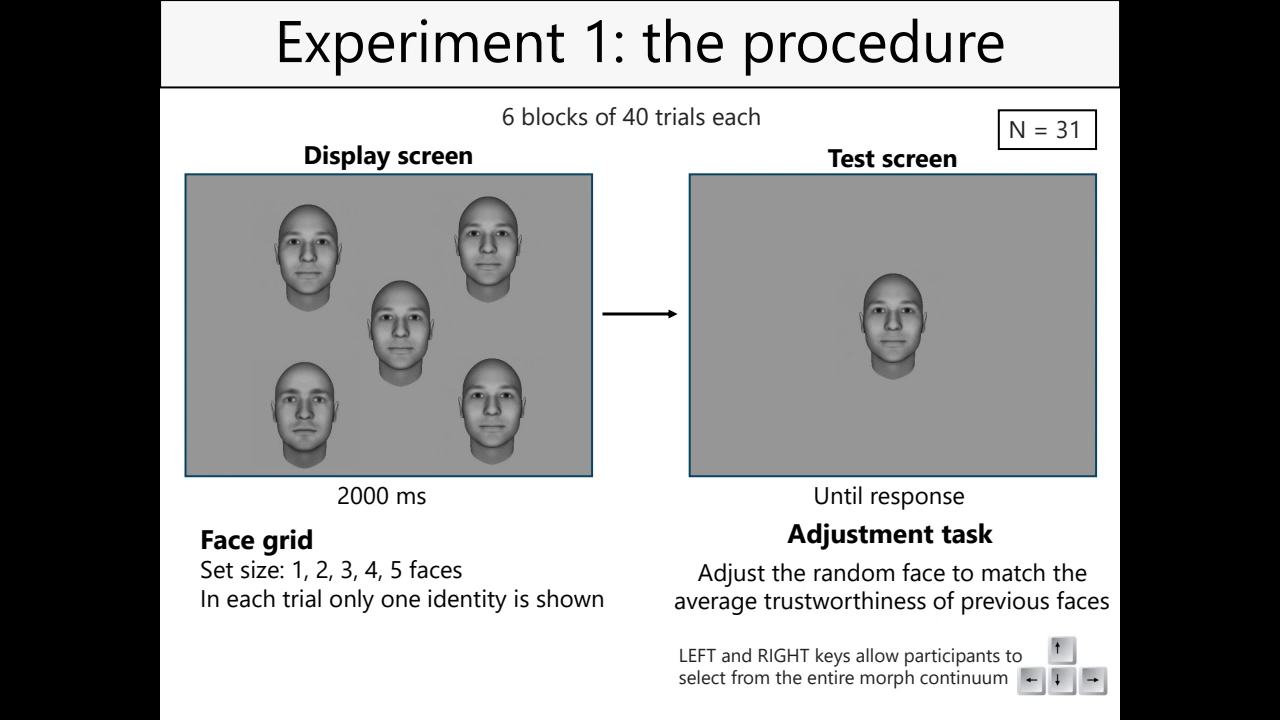 Experiment 1: the procedure
6 blocks of 40 trials each
N = 31
Display screen
Test screen
2000 ms
Until response
Face grid
Set size: 1, 2, 3, 4, 5 faces
In each trial only one identity is shown
Adjustment task
Adjust the random face to match the
average trustworthiness of previous faces
LEFT and RIGHT keys allow participants to
select from the entire morph continuum